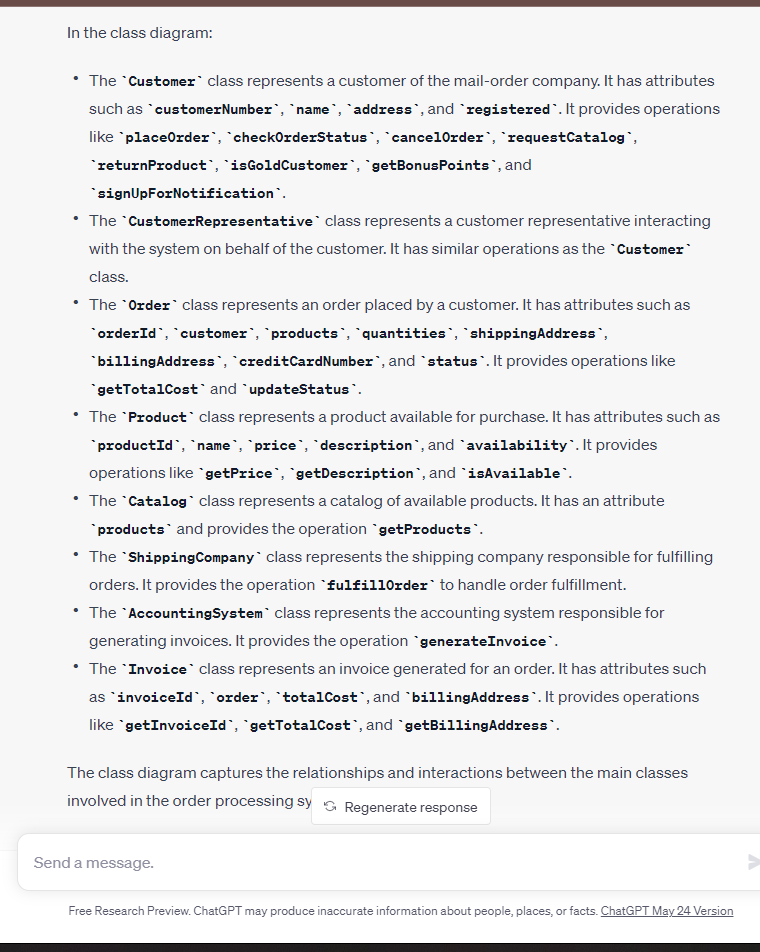 In the class diagram:
• The `Customer` class represents a customer of the mail-order company. It has attributes
such as `customerNumber`, `name`, `address`, and `registered`. It provides operations
like `placeOrder`, `checkOrderStatus`, `cancelOrder`, `requestCatalog`,
`returnProduct`, `isGoldCustomer`, `getBonusPoints`, and
`signUpForNotification`.
• The `CustomerRepresentative` class represents a customer representative interacting
with the system on behalf of the customer. It has similar operations as the `Customer`
class.
• The `Order` class represents an order placed by a customer. It has attributes such as
`orderId`, `customer`, `products`, `quantities`, `shippingAddress`,
`billingAddress`, `creditCardNumber`, and `status`. It provides operations like
`getTotalCost` and `updateStatus`.
• The `Product` class represents a product available for purchase. It has attributes such as
`productId`, `name`, `price`, `description`, and `availability`. It provides
operations like `getPrice`, `getDescription`, and `isAvailable`.
• The `Catalog` class represents a catalog of available products. It has an attribute
`products` and provides the operation `getProducts`.
• The `ShippingCompany` class represents the shipping company responsible for fulfilling
orders. It provides the operation `fulfillOrder` to handle order fulfillment.
• The `AccountingSystem` class represents the accounting system responsible for
generating invoices. It provides the operation `generateInvoice`.
• The `Invoice` class represents an invoice generated for an order. It has attributes such
as `invoiceId`, `order`, `totalCost`, and `billingAddress`. It provides operations
like `getInvoiceId`, `getTotalCost`, and `getBillingAddress`.
The class diagram captures the relationships and interactions between the main classes
involved in the order processing sy
Regenerate response
Send a message.
Free Research Preview. ChatGPT may produce inaccurate information about people, places, or facts. ChatGPT May 24 Version